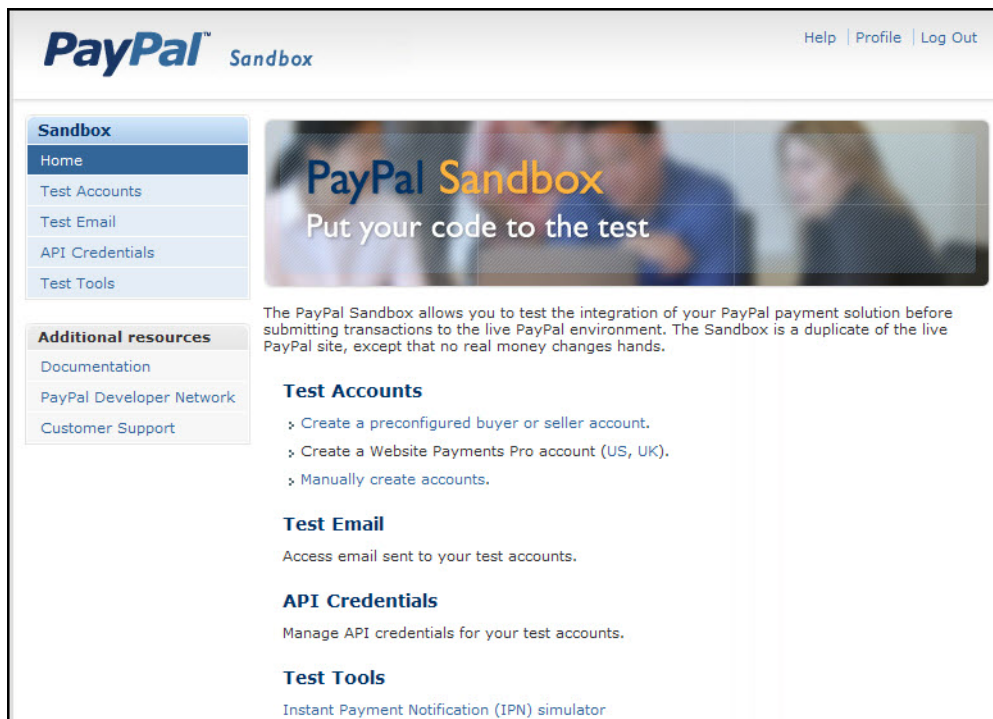 PayPal™ Sandbox
Help | Profile | Log Out
Sandbox
Home
Test Accounts
Test Email
API Credentials
Test Tools
Additional resources
Documentation
PayPal Developer Network
Customer Support
PayPal Sandbox
Put your code to the test
The PayPal Sandbox allows you to test the integration of your PayPal payment solution before
submitting transactions to the live PayPal environment. The Sandbox is a duplicate of the live
PayPal site, except that no real money changes hands.
Test Accounts
Create a preconfigured buyer or seller account.
Create a Website Payments Pro account (US, UK).
Manually create accounts.
Test Email
Access email sent to your test accounts.
API Credentials
Manage API credentials for your test accounts.
Test Tools
Instant Payment Notification (IPN) simulator